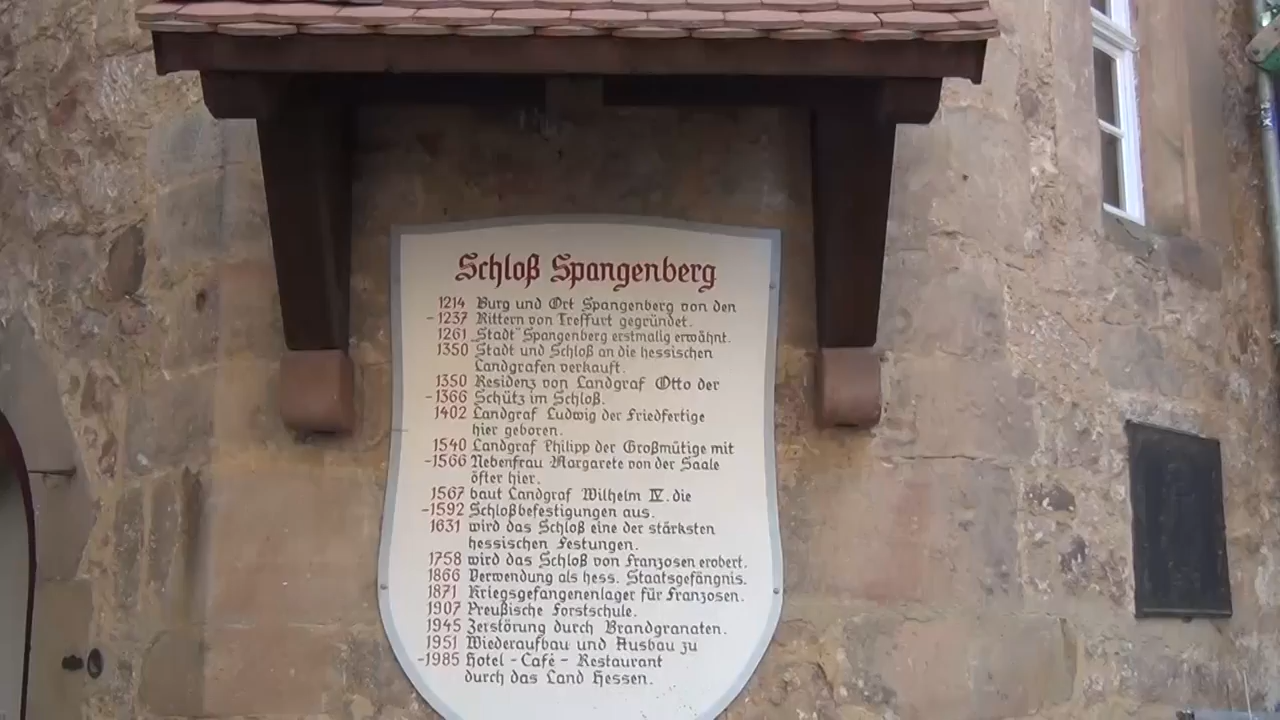 Schloß Spangenberg
1214 Burg und Ort Spangenberg von den
-1237 Rittern von Treffurt gegründet.
1261 „Stadt" Spangenberg erstmalig erwähnt.
1350 Stadt und Schloß an die hessischen
Landgrafen verkauft.
1350 Residenz von Landgraf Otto der
-1366 Schütz im Schloß.
1402 Landgraf Ludwig der Friedfertige
hier geboren.
1540 Landgraf Philipp der Großmütige mit
-1566 Nebenfrau Margarete von der Saale
öfter hier.
1567 baut Landgraf Wilhelm IV. die
-1592 Schloßbefestigungen aus.
1631 wird das Schloß eine der stärksten
hessischen Festungen.
1758 wird das Schloß von Franzosen erobert.
1866 Verwendung als hess. Staatsgefängnis.
1871 Kriegsgefangenenlager für Franzosen.
1907 Preußische Forstschule.
1945 Zerstörung durch Brandgranaten.
1951 Wiederaufbau und Ausbau zu
-1985 Hotel - Café - Restaurant
durch das Land Hessen.